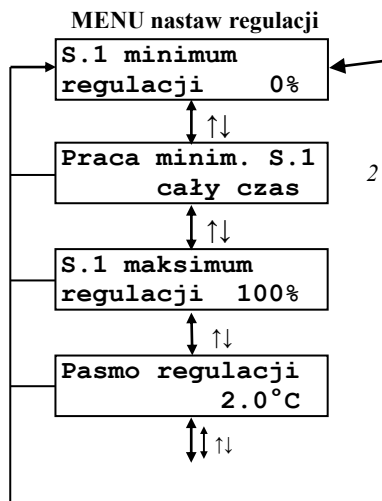 MENU nastaw regulacji
S.1 minimum
regulacji 0%
↑↓
Praca minim. S.1
cały czas
2
↑↓
S.1 maksimum
regulacji 100%
↑↓
Pasmo regulacji
2.0°C
↑↓